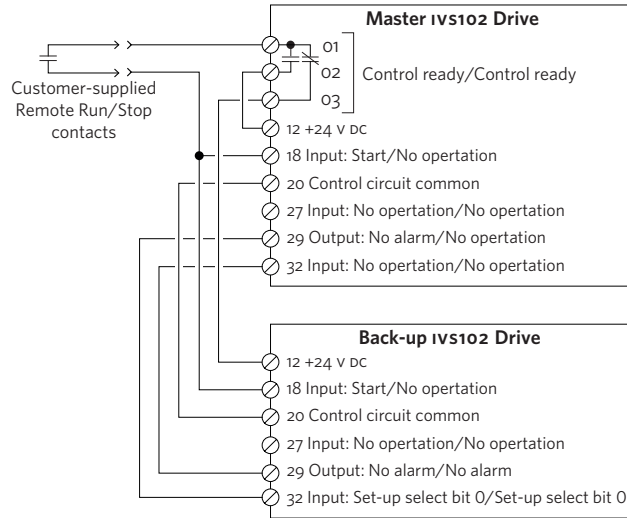 Master IVS102 Drive
01
02
03
Control ready/Control ready
Customer-supplied
Remote Run/Stop
contacts
12 +24 V DC
18 Input: Start/No opertation
20 Control circuit common
27 Input: No opertation/No opertation
29 Output: No alarm/No opertation
32 Input: No opertation/No opertation
Back-up IVS102 Drive
12 +24 V DC
18 Input: Start/No opertation
20 Control circuit common
27 Input: No opertation/No opertation
29 Output: No alarm/No alarm
32 Input: Set-up select bit 0/Set-up select bit 0